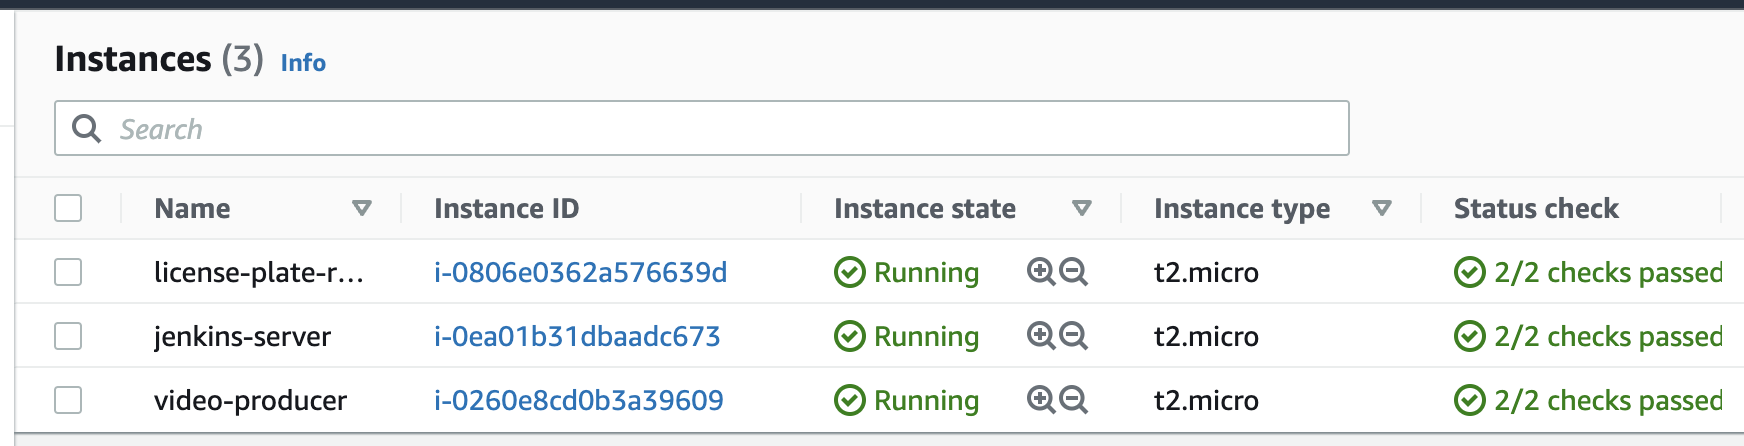 Instances (3) Info
Search
Name Instance ID Instance state Instance type Status check
license-plate-r... i-0806e0362a576639d Running t2.micro 2/2 checks passed
jenkins-server i-0ea01b31dbaadc673 Running t2.micro 2/2 checks passed
video-producer i-0260e8cd0b3a39609 Running t2.micro 2/2 checks passed